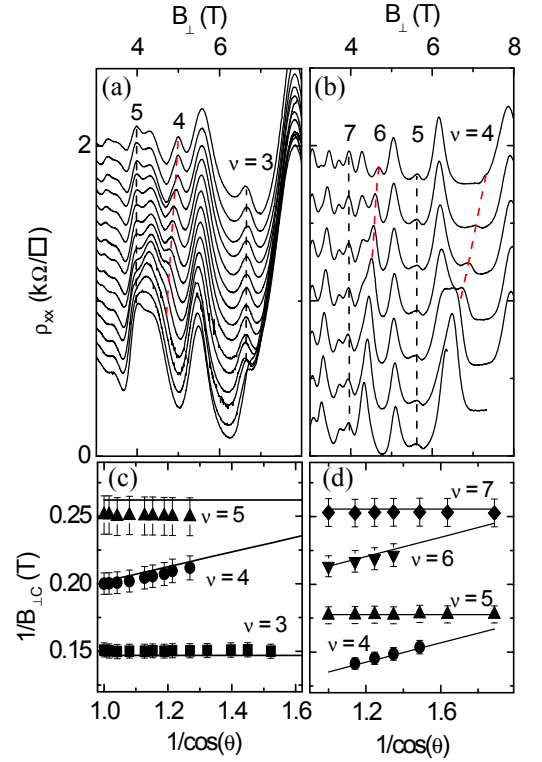 B⊥ (T)
B⊥ (T)
4 6
4 6 8
(a)
(b)
5 4 ν = 3
7 6 5 ν = 4
2
0
ρxx (kΩ/□)
(c)
(d)
ν = 5
ν = 4
ν = 3
ν = 7
ν = 6
ν = 5
ν = 4
0.25
0.20
0.15
1/B⊥C (T)
1.0 1.2 1.4 1.6
1.2 1.6 2.0
1/cos(θ)
1/cos(θ)